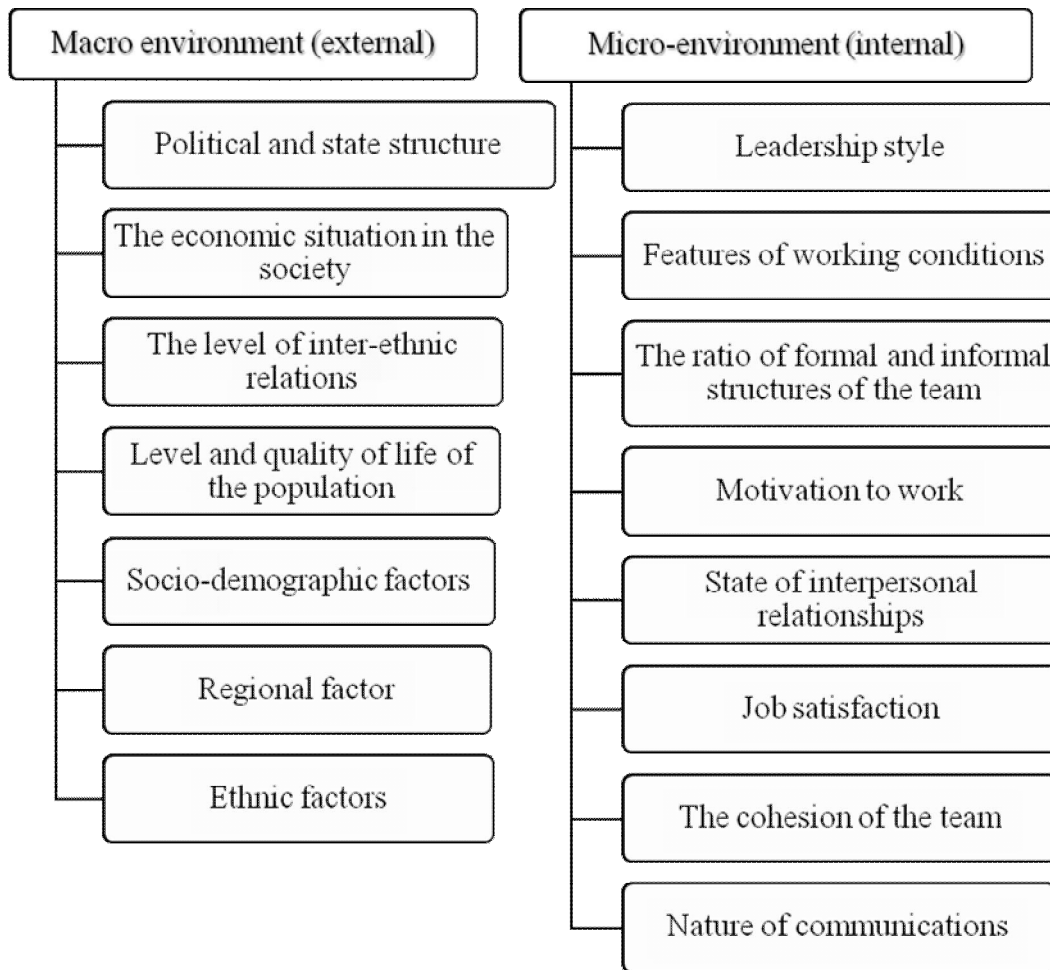 Macro environment (external)
Political and state structure
The economic situation in the
society
The level of inter-ethnic
relations
Level and quality of life of
the population
Socio-demographic factors
Regional factor
Ethnic factors
Micro-environment (internal)
Leadership style
Features of working conditions
The ratio of formal and informal
structures of the team
Motivation to work
State of interpersonal
relationships
Job satisfaction
The cohesion of the team
Nature of communications